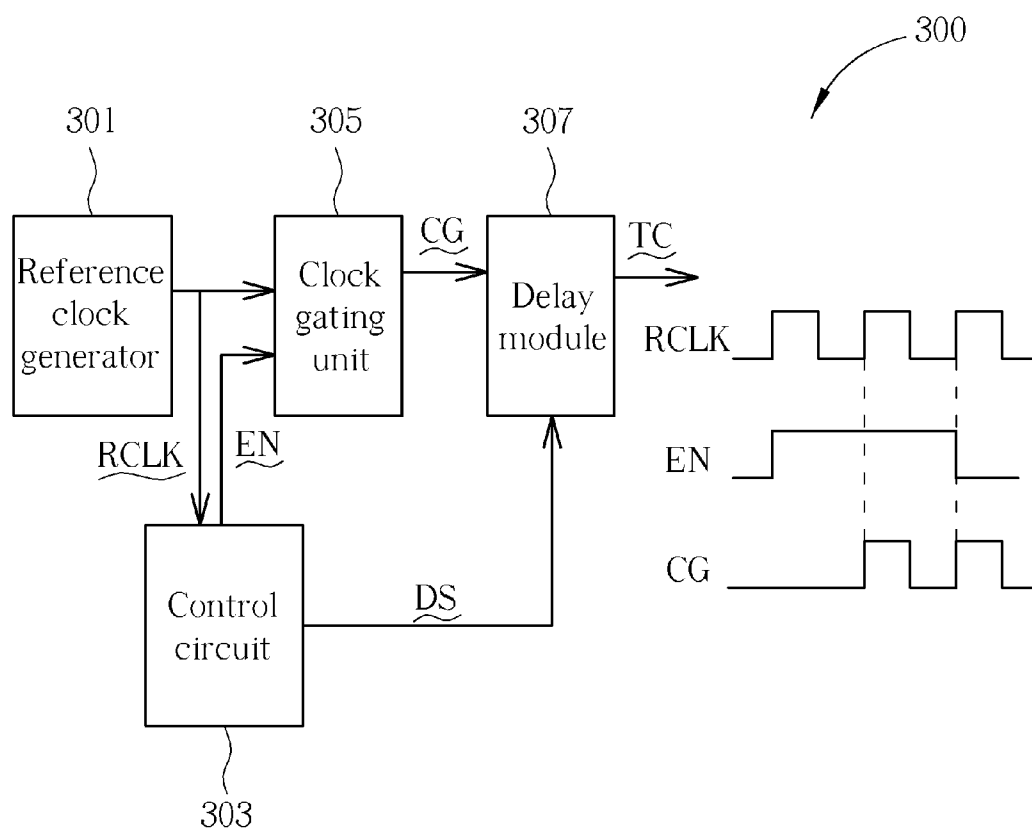 300
301
305
307
Reference
clock
generator
Clock
gating
unit
CG
Delay
module
TC
RCLK
EN
Control
circuit
DS
303
RCLK
EN
CG